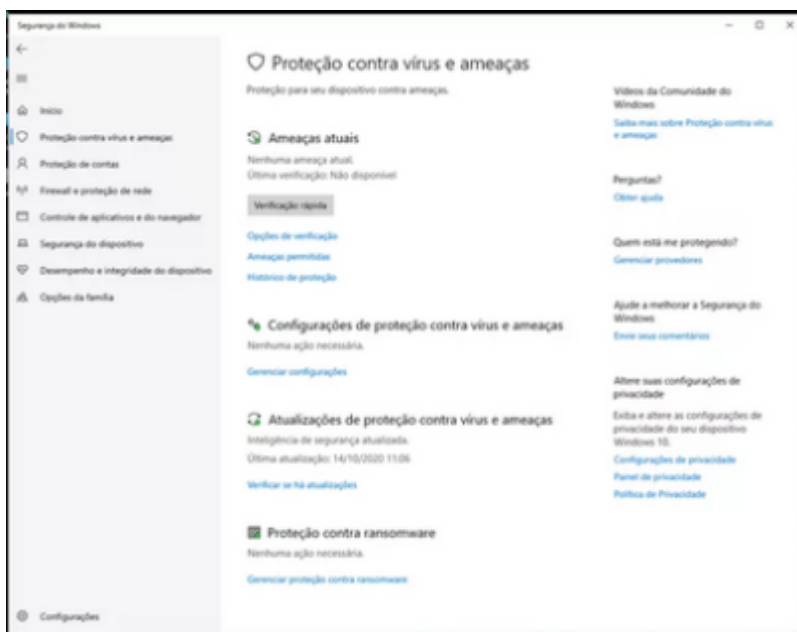 Segurança do Windows
Início
Proteção contra vírus e ameaças
Proteção de contas
Firewall e proteção de rede
Controle de aplicativos e do navegador
Segurança do dispositivo
Desempenho e integridade do dispositivo
Opções da família
Configurações
Proteção contra vírus e ameaças
Proteção para seu dispositivo contra ameaças.
Ameaças atuais
Nenhuma ameaça atual.
Última verificação: Não disponível
Verificação rápida
Opções de verificação
Ameaças permitidas
Histórico de proteção
Configurações de proteção contra vírus e ameaças
Nenhuma ação necessária.
Gerenciar configurações
Atualizações de proteção contra vírus e ameaças
Inteligência de segurança atualizada.
Última atualização: 14/10/2020 11:06
Verificar se há atualizações
Proteção contra ransomware
Nenhuma ação necessária.
Gerenciar proteção contra ransomware
Vídeos da Comunidade do
Windows
Saiba mais sobre Proteção contra vírus
e ameaças
Perguntas?
Obter ajuda
Quem está me protegendo?
Gerenciar provedores
Ajude a melhorar a Segurança do
Windows
Envie seus comentários
Altere suas configurações de
privacidade
Exiba e altere as configurações de
privacidade do seu dispositivo
Windows 10.
Configurações de privacidade
Painel de privacidade
Política de Privacidade